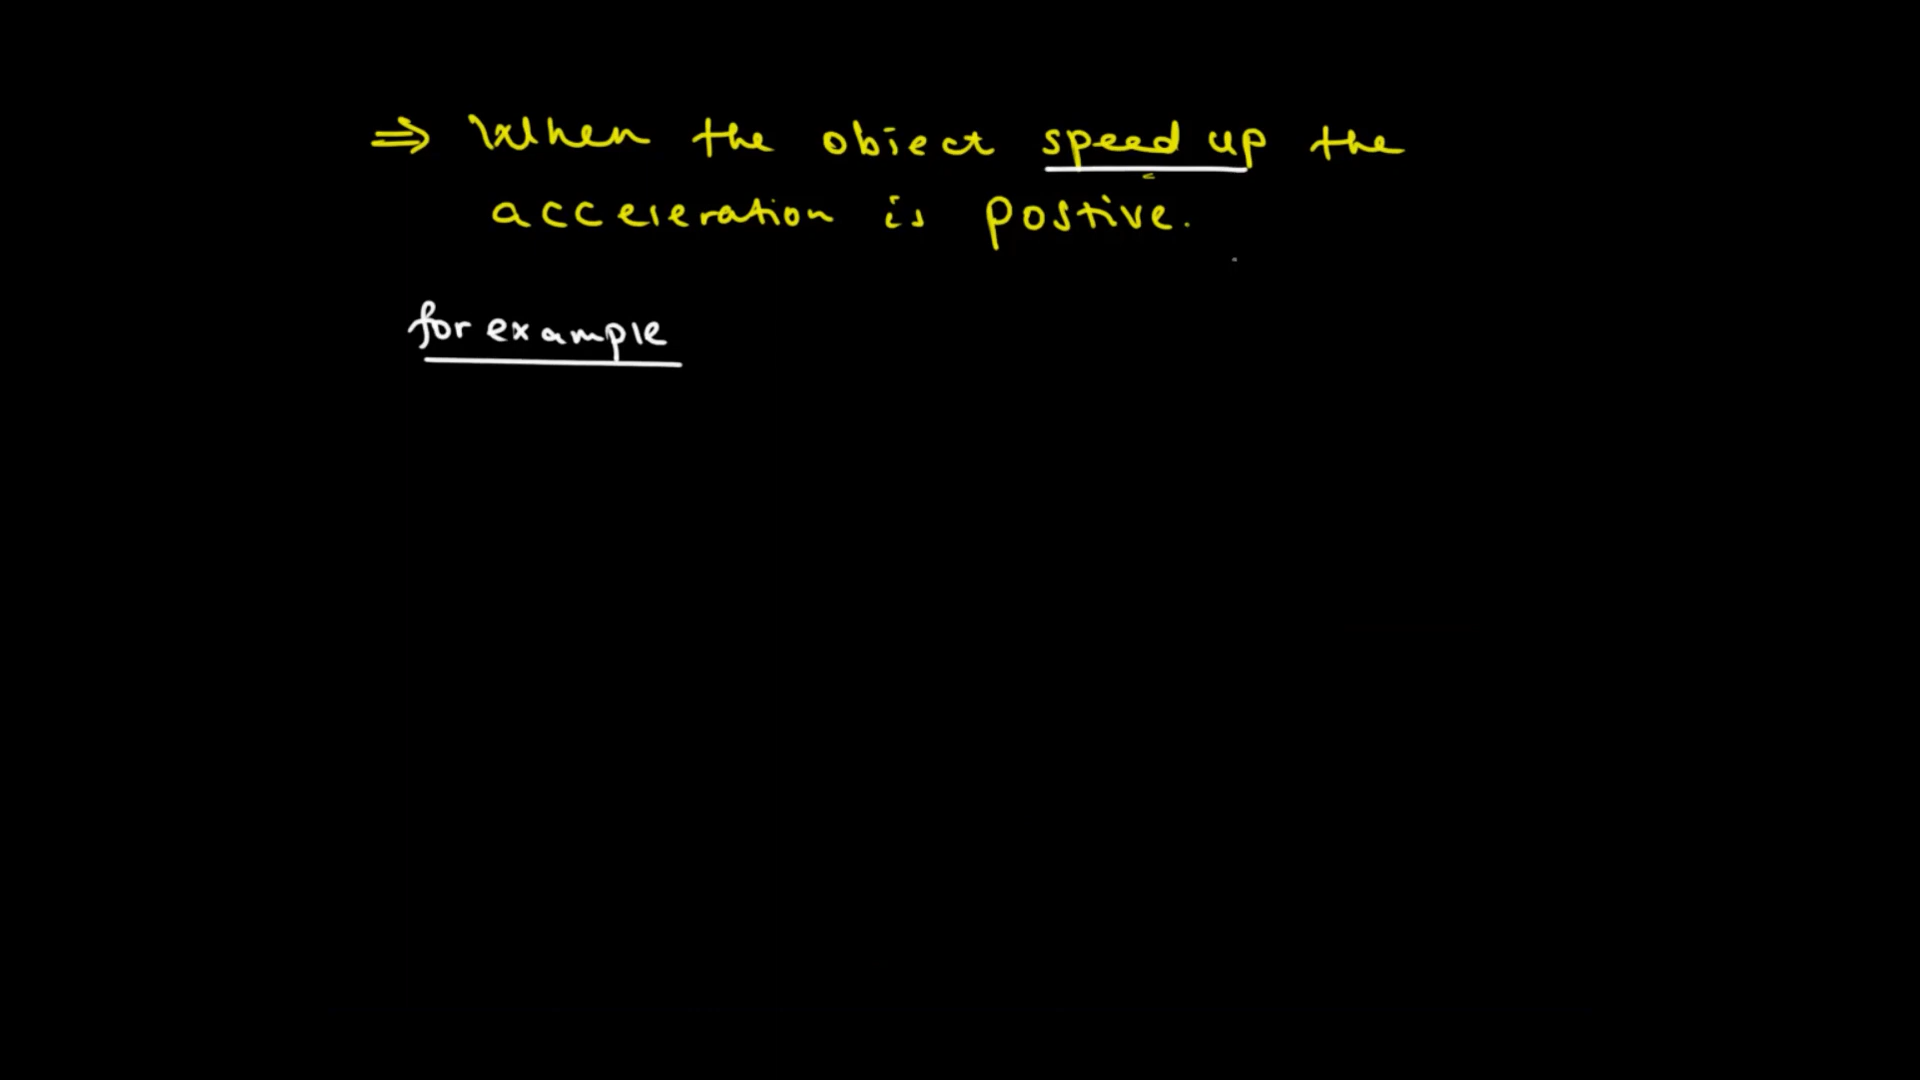 ⇒ When the object speed up the
acceleration is postive.
for example